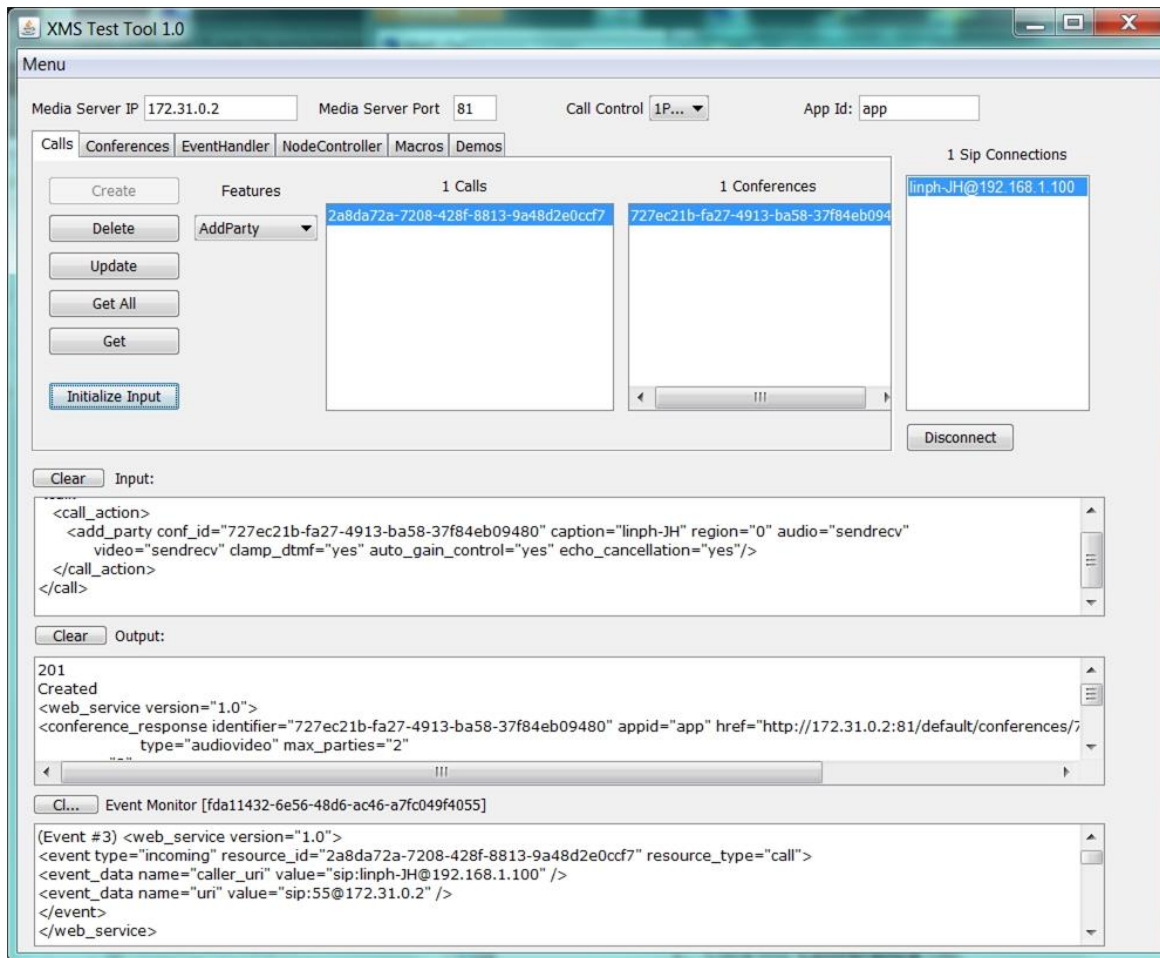 XMS Test Tool 1.0
Menu
Media Server IP 172.31.0.2 Media Server Port 81 Call Control 1P... App Id: app
Calls Conferences EventHandler NodeController Macros Demos
1 Sip Connections
Create Features 1 Calls 1 Conferences
linph-JH@192.168.1.100
2a8da72a-7208-428f-8813-9a48d2e0ccf7 727ec21b-fa27-4913-ba58-37f84eb094
Delete AddParty
Update
Get All
Get
Initialize Input
Disconnect
Clear Input:
<call_action>
<add_party conf_id="727ec21b-fa27-4913-ba58-37f84eb09480" caption="linph-JH" region="0" audio="sendrecv"
video="sendrecv" clamp_dtmf="yes" auto_gain_control="yes" echo_cancellation="yes"/>
</call_action>
</call>
Clear Output:
201
Created
<web_service version="1.0">
<conference_response identifier="727ec21b-fa27-4913-ba58-37f84eb09480" appid="app" href="http://172.31.0.2:81/default/conferences/7
type="audiovideo" max_parties="2"
Cl... Event Monitor [fda11432-6e56-48d6-ac46-a7fc049f4055]
(Event #3) <web_service version="1.0">
<event type="incoming" resource_id="2a8da72a-7208-428f-8813-9a48d2e0ccf7" resource_type="call">
<event_data name="caller_uri" value="sip:linph-JH@192.168.1.100" />
<event_data name="uri" value="sip:55@172.31.0.2" />
</event>
</web_service>